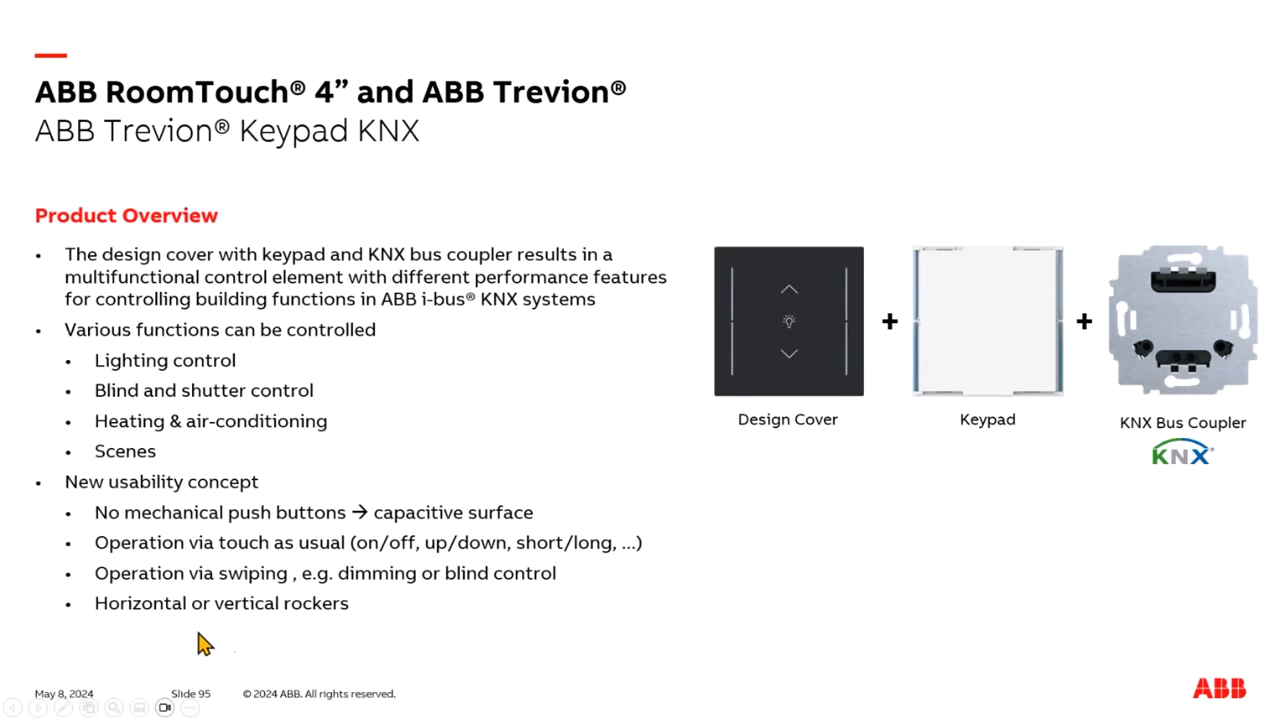 ABB RoomTouch® 4” and ABB Trevion®
ABB Trevion® Keypad KNX
Product Overview
• The design cover with keypad and KNX bus coupler results in a
multifunctional control element with different performance features
for controlling building functions in ABB i-bus® KNX systems
• Various functions can be controlled
• Lighting control
• Blind and shutter control
• Heating & air-conditioning
• Scenes
• New usability concept
• No mechanical push buttons → capacitive surface
• Operation via touch as usual (on/off, up/down, short/long, ...)
• Operation via swiping , e.g. dimming or blind control
• Horizontal or vertical rockers
+
+
Design Cover
Keypad
KNX Bus Coupler
KNX®
May 8, 2024
Slide 95
© 2024 ABB. All rights reserved.
ABB